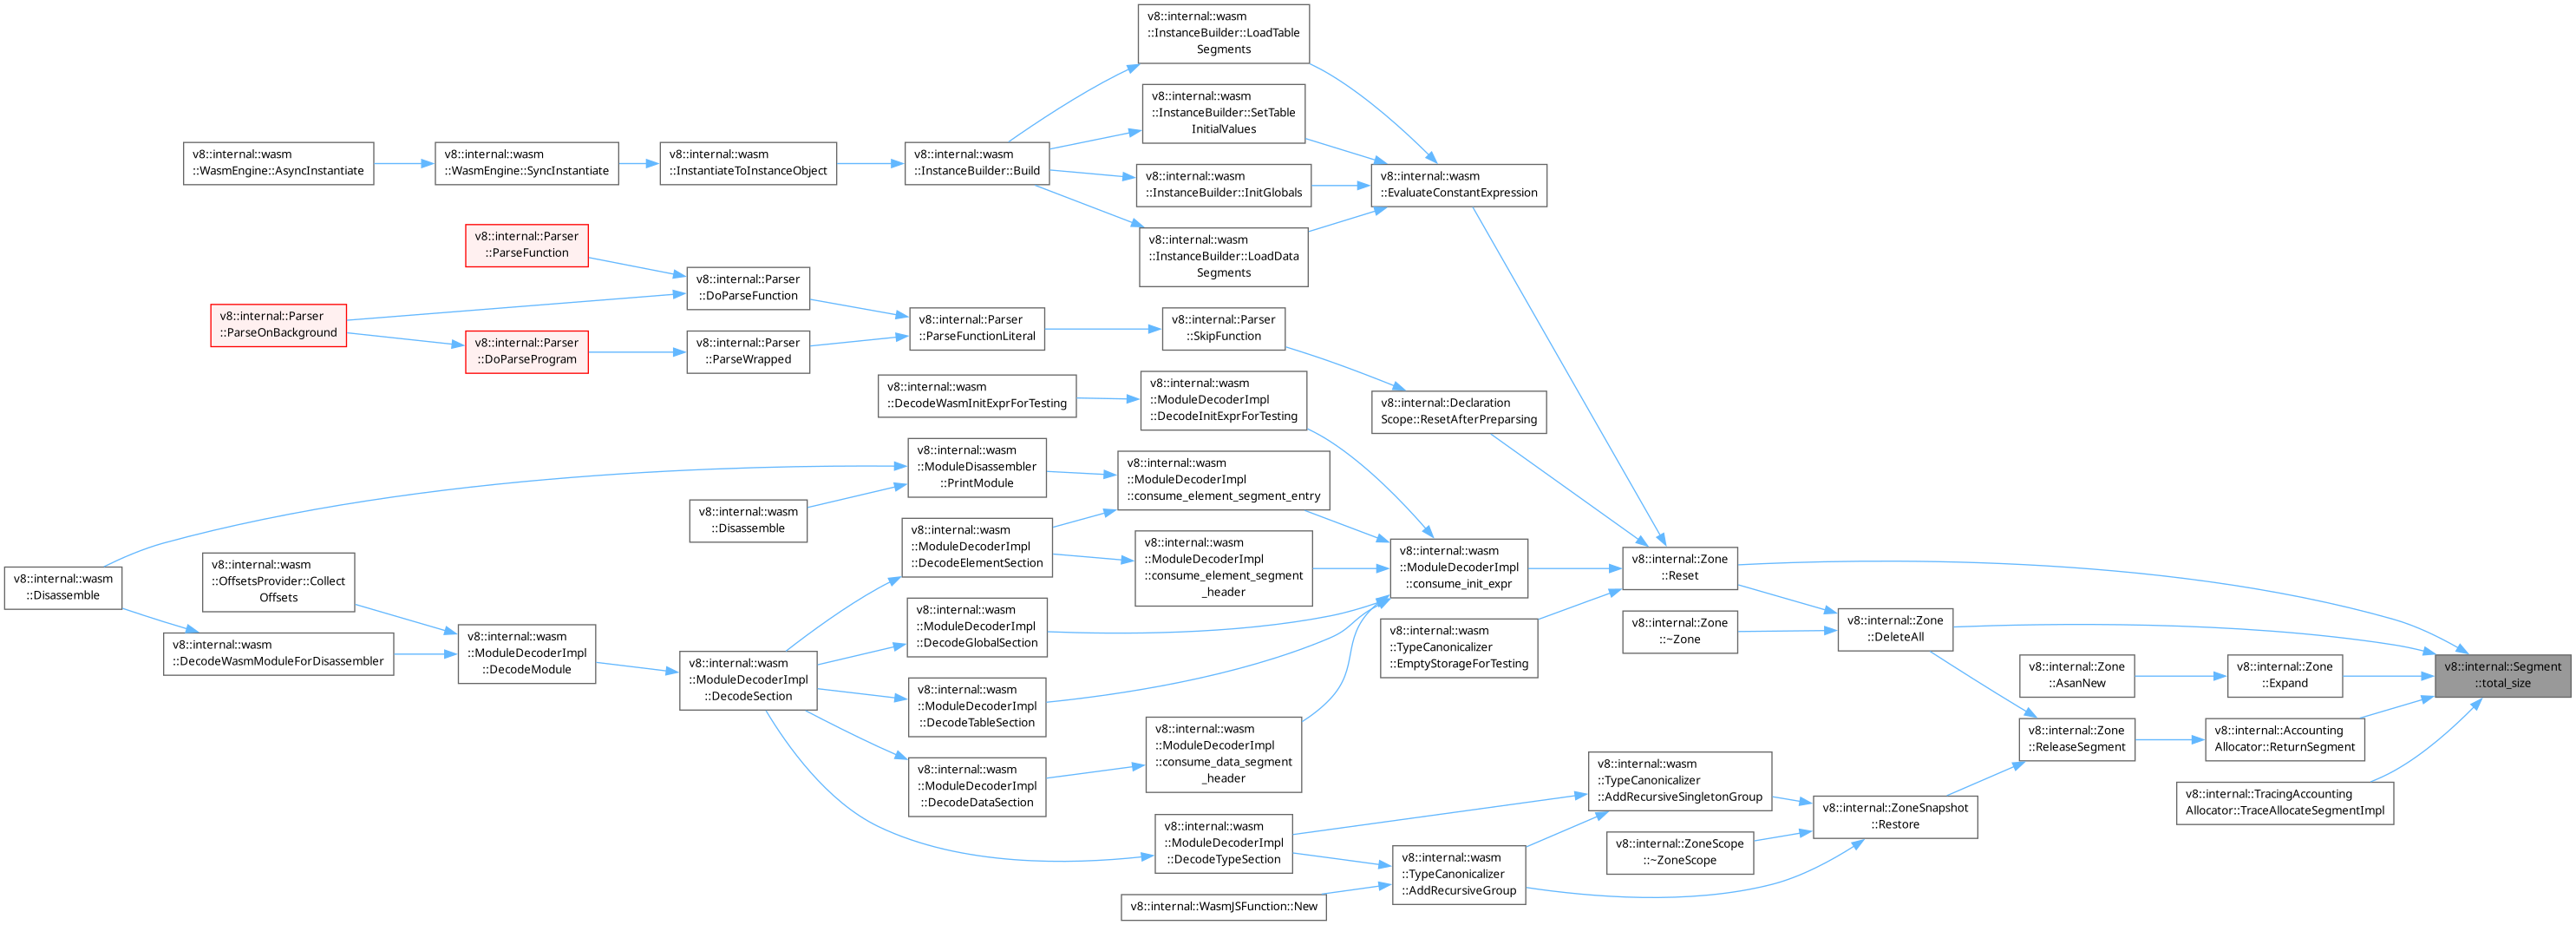 v8::internal::wasm
::InstanceBuilder::LoadTable
Segments
v8::internal::wasm
::InstanceBuilder::SetTable
InitialValues
v8::internal::wasm
::WasmEngine::AsyncInstantiate
v8::internal::wasm
::WasmEngine::SyncInstantiate
v8::internal::wasm
::InstantiateToInstanceObject
v8::internal::wasm
::InstanceBuilder::Build
v8::internal::wasm
::InstanceBuilder::InitGlobals
v8::internal::wasm
::EvaluateConstantExpression
v8::internal::wasm
::InstanceBuilder::LoadData
Segments
v8::internal::Parser
::ParseFunction
v8::internal::Parser
::DoParseFunction
v8::internal::Parser
::ParseOnBackground
v8::internal::Parser
::DoParseProgram
v8::internal::Parser
::ParseWrapped
v8::internal::Parser
::ParseFunctionLiteral
v8::internal::Parser
::SkipFunction
v8::internal::wasm
::DecodeWasmInitExprForTesting
v8::internal::wasm
::ModuleDecoderImpl
::DecodeInitExprForTesting
v8::internal::Declaration
Scope::ResetAfterPreparsing
v8::internal::wasm
::ModuleDisassembler
::PrintModule
v8::internal::wasm
::ModuleDecoderImpl
::consume_element_segment_entry
v8::internal::wasm
::Disassemble
v8::internal::wasm
::ModuleDecoderImpl
::DecodeElementSection
v8::internal::wasm
::ModuleDecoderImpl
::consume_element_segment
_header
v8::internal::wasm
::ModuleDecoderImpl
::consume_init_expr
v8::internal::Zone
::Reset
v8::internal::wasm
::Disassemble
v8::internal::wasm
::OffsetsProvider::Collect
Offsets
v8::internal::wasm
::DecodeWasmModuleForDisassembler
v8::internal::wasm
::ModuleDecoderImpl
::DecodeModule
v8::internal::wasm
::ModuleDecoderImpl
::DecodeSection
v8::internal::wasm
::ModuleDecoderImpl
::DecodeGlobalSection
v8::internal::wasm
::TypeCanonicalizer
::EmptyStorageForTesting
v8::internal::Zone
::~Zone
v8::internal::Zone
::DeleteAll
v8::internal::Zone
::AsanNew
v8::internal::Zone
::Expand
v8::internal::Segment
::total_size
v8::internal::wasm
::ModuleDecoderImpl
::DecodeTableSection
v8::internal::wasm
::ModuleDecoderImpl
::consume_data_segment
_header
v8::internal::Zone
::ReleaseSegment
v8::internal::Accounting
Allocator::ReturnSegment
v8::internal::wasm
::ModuleDecoderImpl
::DecodeDataSection
v8::internal::wasm
::TypeCanonicalizer
::AddRecursiveSingletonGroup
v8::internal::ZoneSnapshot
::Restore
v8::internal::TracingAccounting
Allocator::TraceAllocateSegmentImpl
v8::internal::wasm
::ModuleDecoderImpl
::DecodeTypeSection
v8::internal::ZoneScope
::~ZoneScope
v8::internal::wasm
::TypeCanonicalizer
::AddRecursiveGroup
v8::internal::WasmJSFunction::New